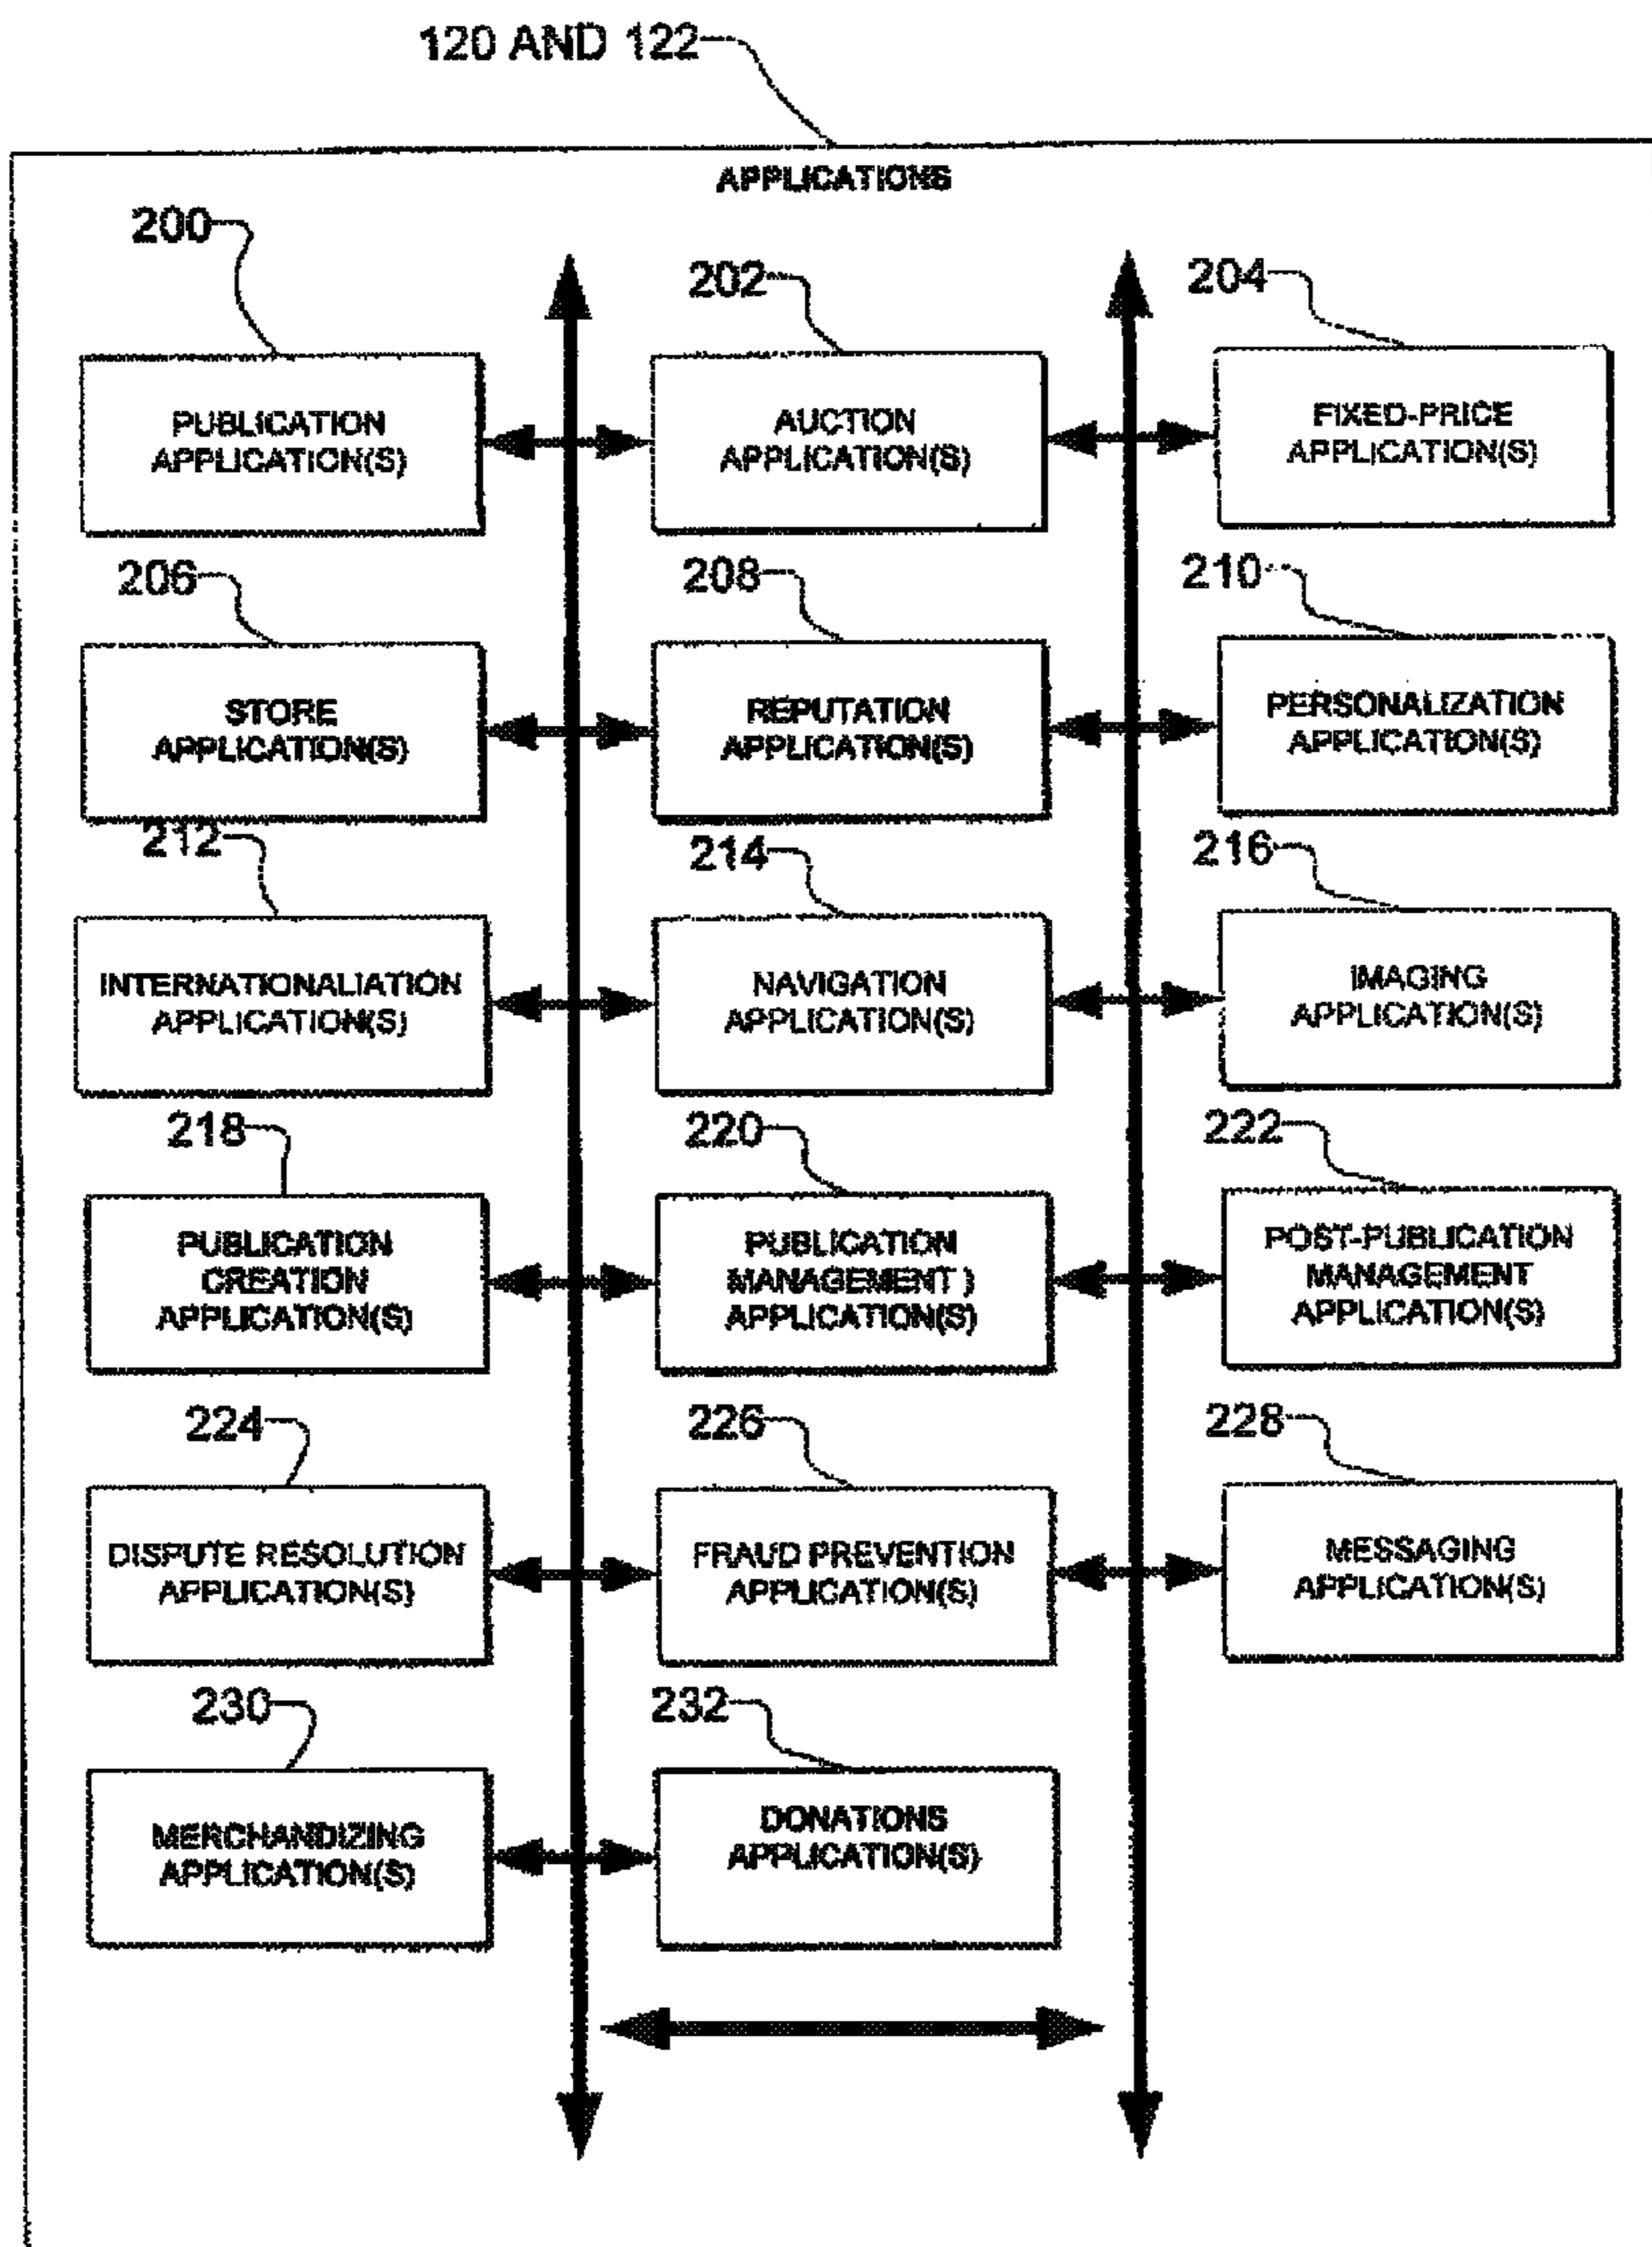 120 AND 122
APPLICATIONS
200
202
204
PUBLICATION
APPLICATION(S)
AUCTION
APPLICATION(S)
FIXED-PRICE
APPLICATION(S)
206
208
210
STORE
APPLICATION(S)
REPUTATION
APPLICATION(S)
PERSONALIZATION
APPLICATION(S)
212
214
216
INTERNATIONALIATION
APPLICATION(S)
NAVIGATION
APPLICATION(S)
IMAGING
APPLICATION(S)
218
220
222
PUBLICATION
CREATION
APPLICATION(S)
PUBLICATION
MANAGEMENT )
APPLICATION(S)
POST-PUBLICATION
MANAGEMENT
APPLICATION(S)
224
226
228
DISPUTE RESOLUTION
APPLICATION(S)
FRAUD PREVENTION
APPLICATION(S)
MESSAGING
APPLICATION(S)
230
232
MERCHANDIZING
APPLICATION(S)
DONATIONS
APPLICATION(S)